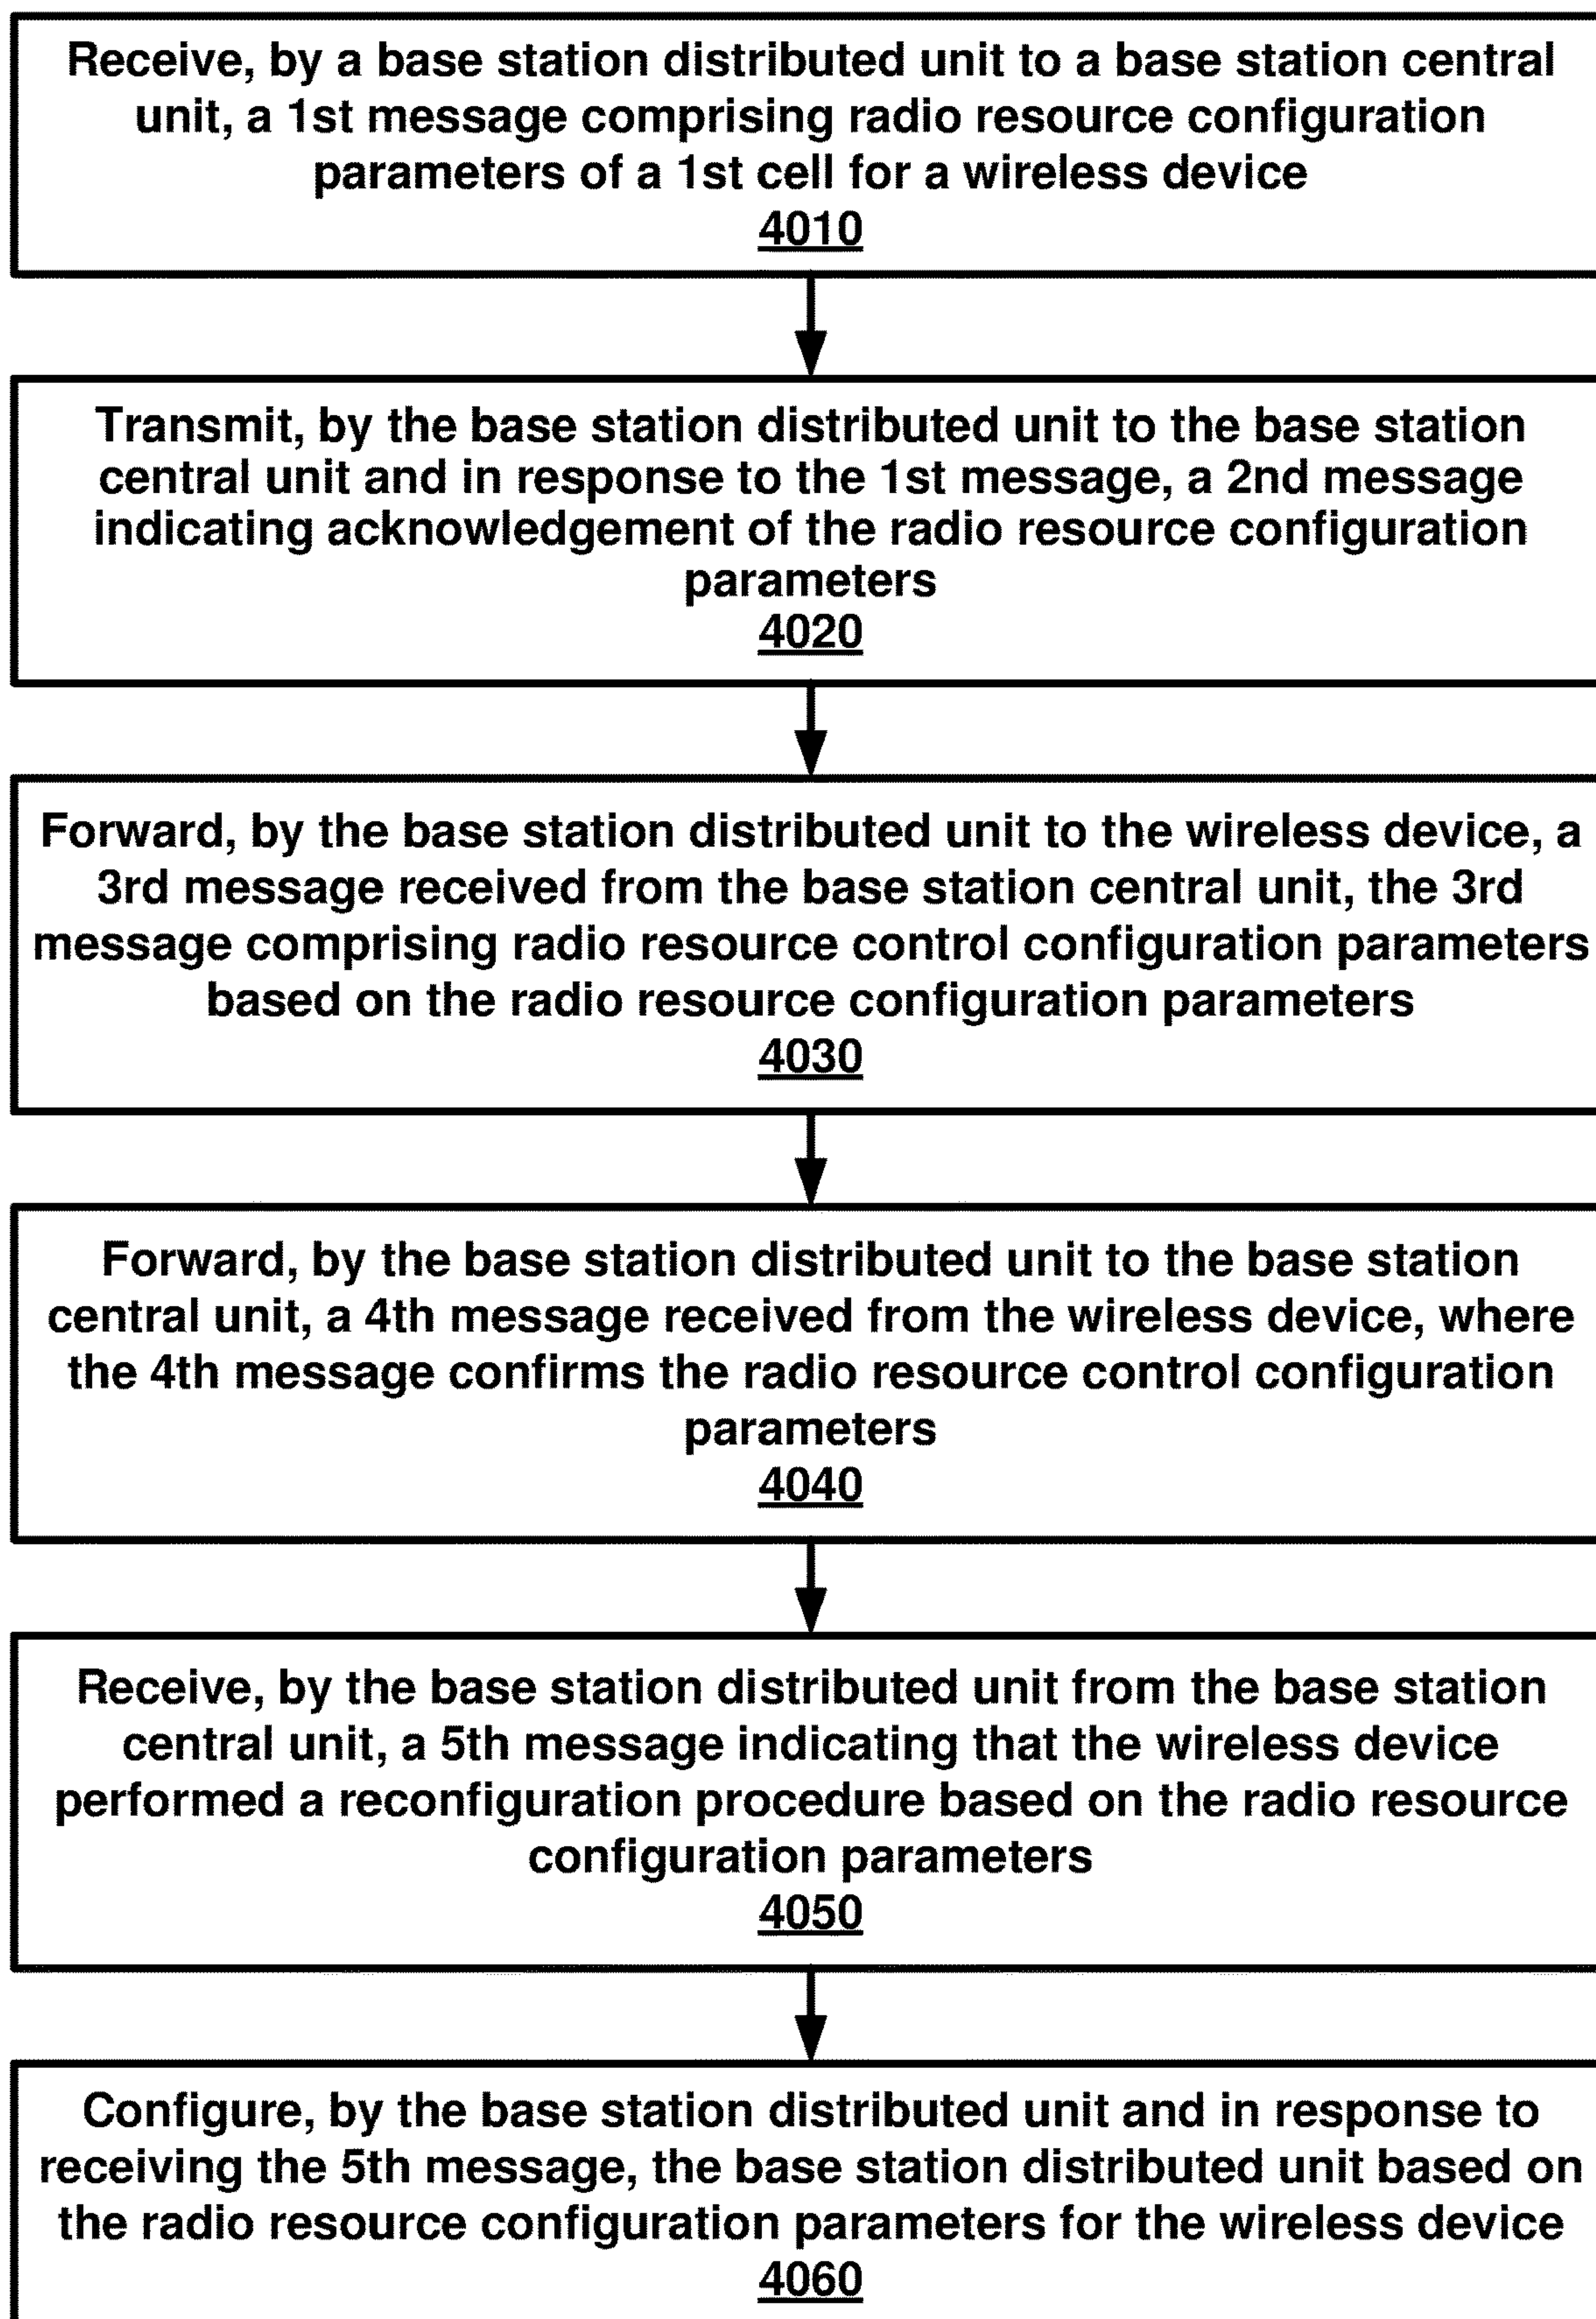 Receive, by a base station distributed unit to a base station central
unit, a 1st message comprising radio resource configuration
parameters of a 1st cell for a wireless device
4010
Transmit, by the base station distributed unit to the base station
central unit and in response to the 1st message, a 2nd message
indicating acknowledgement of the radio resource configuration
parameters
4020
Forward, by the base station distributed unit to the wireless device, a
3rd message received from the base station central unit, the 3rd
message comprising radio resource control configuration parameters
based on the radio resource configuration parameters
4030
Forward, by the base station distributed unit to the base station
central unit, a 4th message received from the wireless device, where
the 4th message confirms the radio resource control configuration
parameters
4040
Receive, by the base station distributed unit from the base station
central unit, a 5th message indicating that the wireless device
performed a reconfiguration procedure based on the radio resource
configuration parameters
4050
Configure, by the base station distributed unit and in response to
receiving the 5th message, the base station distributed unit based on
the radio resource configuration parameters for the wireless device
4060